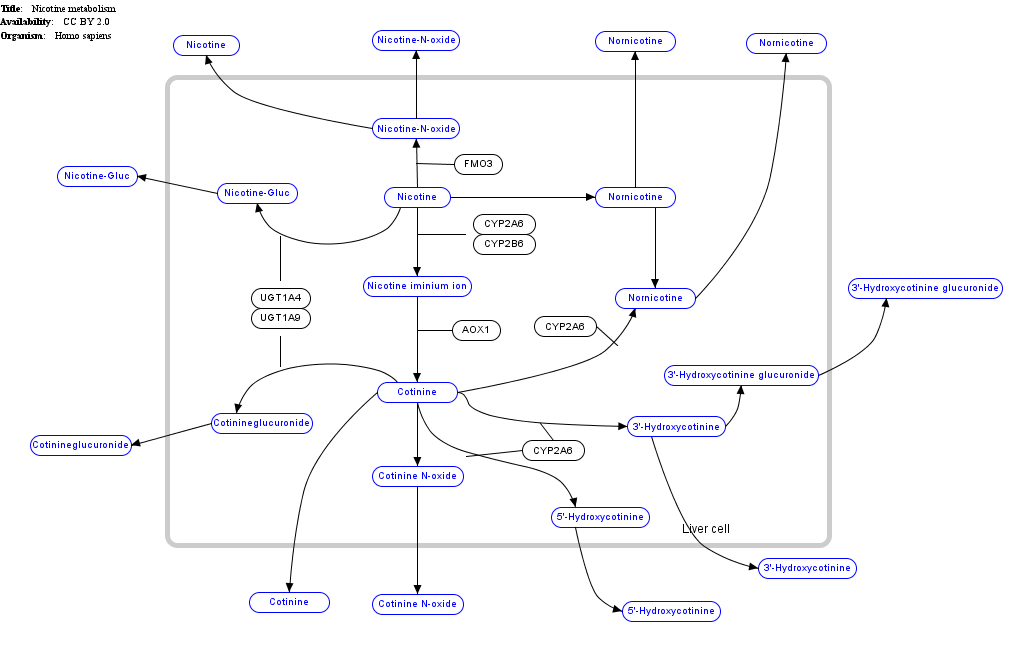 Title: Nicotine metabolism
Availability: CC BY 2.0
Organism: Homo sapiens
Nicotine
Nicotine-N-oxide
Nornicotine
Nornicotine
Nicotine-N-oxide
FMO3
Nicotine-Gluc
Nicotine-Gluc
Nicotine
Nornicotine
CYP2A6
CYP2B6
Nicotine iminium ion
3'-Hydroxycotinine glucuronide
UGT1A4
UGT1A9
Nornicotine
AOX1
CYP2A6
3'-Hydroxycotinine glucuronide
Cotinine
Cotinineglucuronide
3'-Hydroxycotinine
Cotinineglucuronide
CYP2A6
Cotinine N-oxide
5'-Hydroxycotinine
Liver cell
3'-Hydroxycotinine
Cotinine
Cotinine N-oxide
5'-Hydroxycotinine